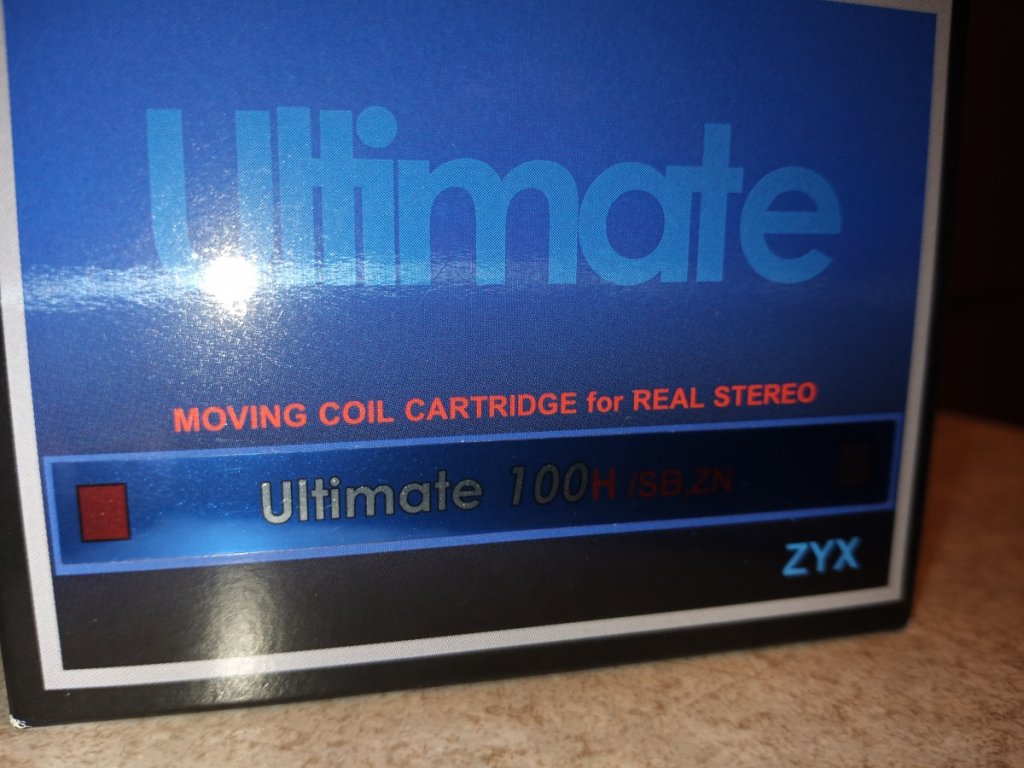 Ultimate
MOVING COIL CARTRIDGE for REAL STEREO
Ultimate 100H /SB,ZN
ZYX